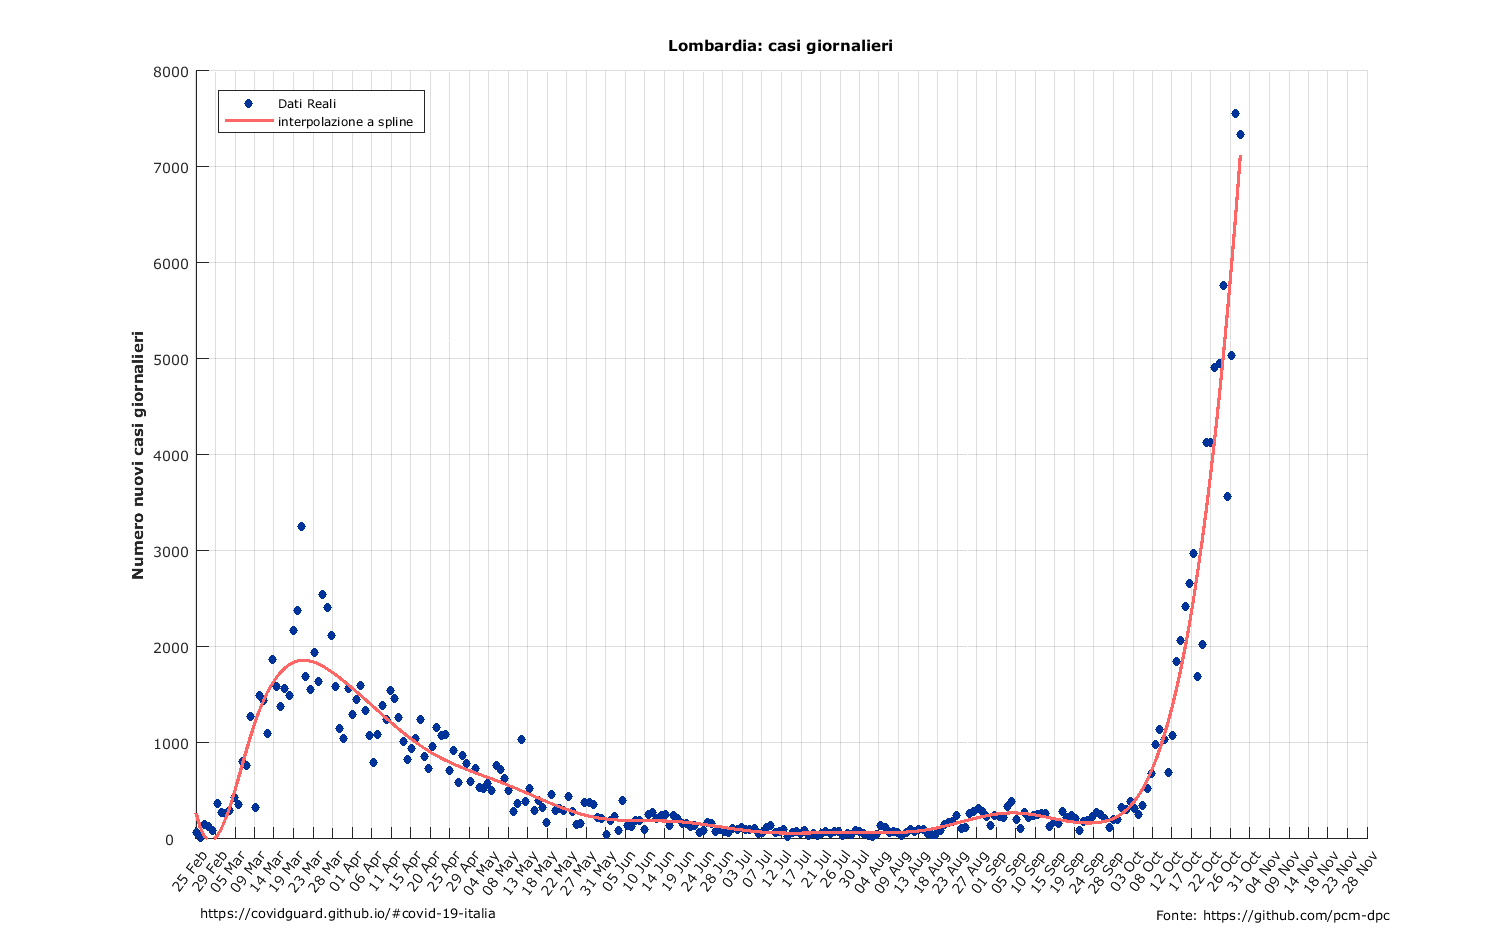 Lombardia: casi giornalieri
Dati Reali
interpolazione a spline
Numero nuovi casi giornalieri
8000
7000
6000
5000
4000
3000
2000
1000
0
25 Feb
29 Feb
05 Mar
09 Mar
14 Mar
19 Mar
23 Mar
28 Mar
01 Apr
06 Apr
11 Apr
15 Apr
20 Apr
25 Apr
29 Apr
04 May
08 May
13 May
18 May
22 May
27 May
31 May
05 Jun
10 Jun
14 Jun
19 Jun
24 Jun
28 Jun
03 Jul
07 Jul
12 Jul
17 Jul
21 Jul
26 Jul
30 Jul
04 Aug
09 Aug
13 Aug
18 Aug
23 Aug
27 Aug
01 Sep
05 Sep
10 Sep
15 Sep
19 Sep
24 Sep
28 Sep
03 Oct
08 Oct
12 Oct
17 Oct
22 Oct
26 Oct
31 Oct
04 Nov
09 Nov
14 Nov
18 Nov
23 Nov
28 Nov
https://covidguard.github.io/#covid-19-italia
Fonte: https://github.com/pcm-dpc